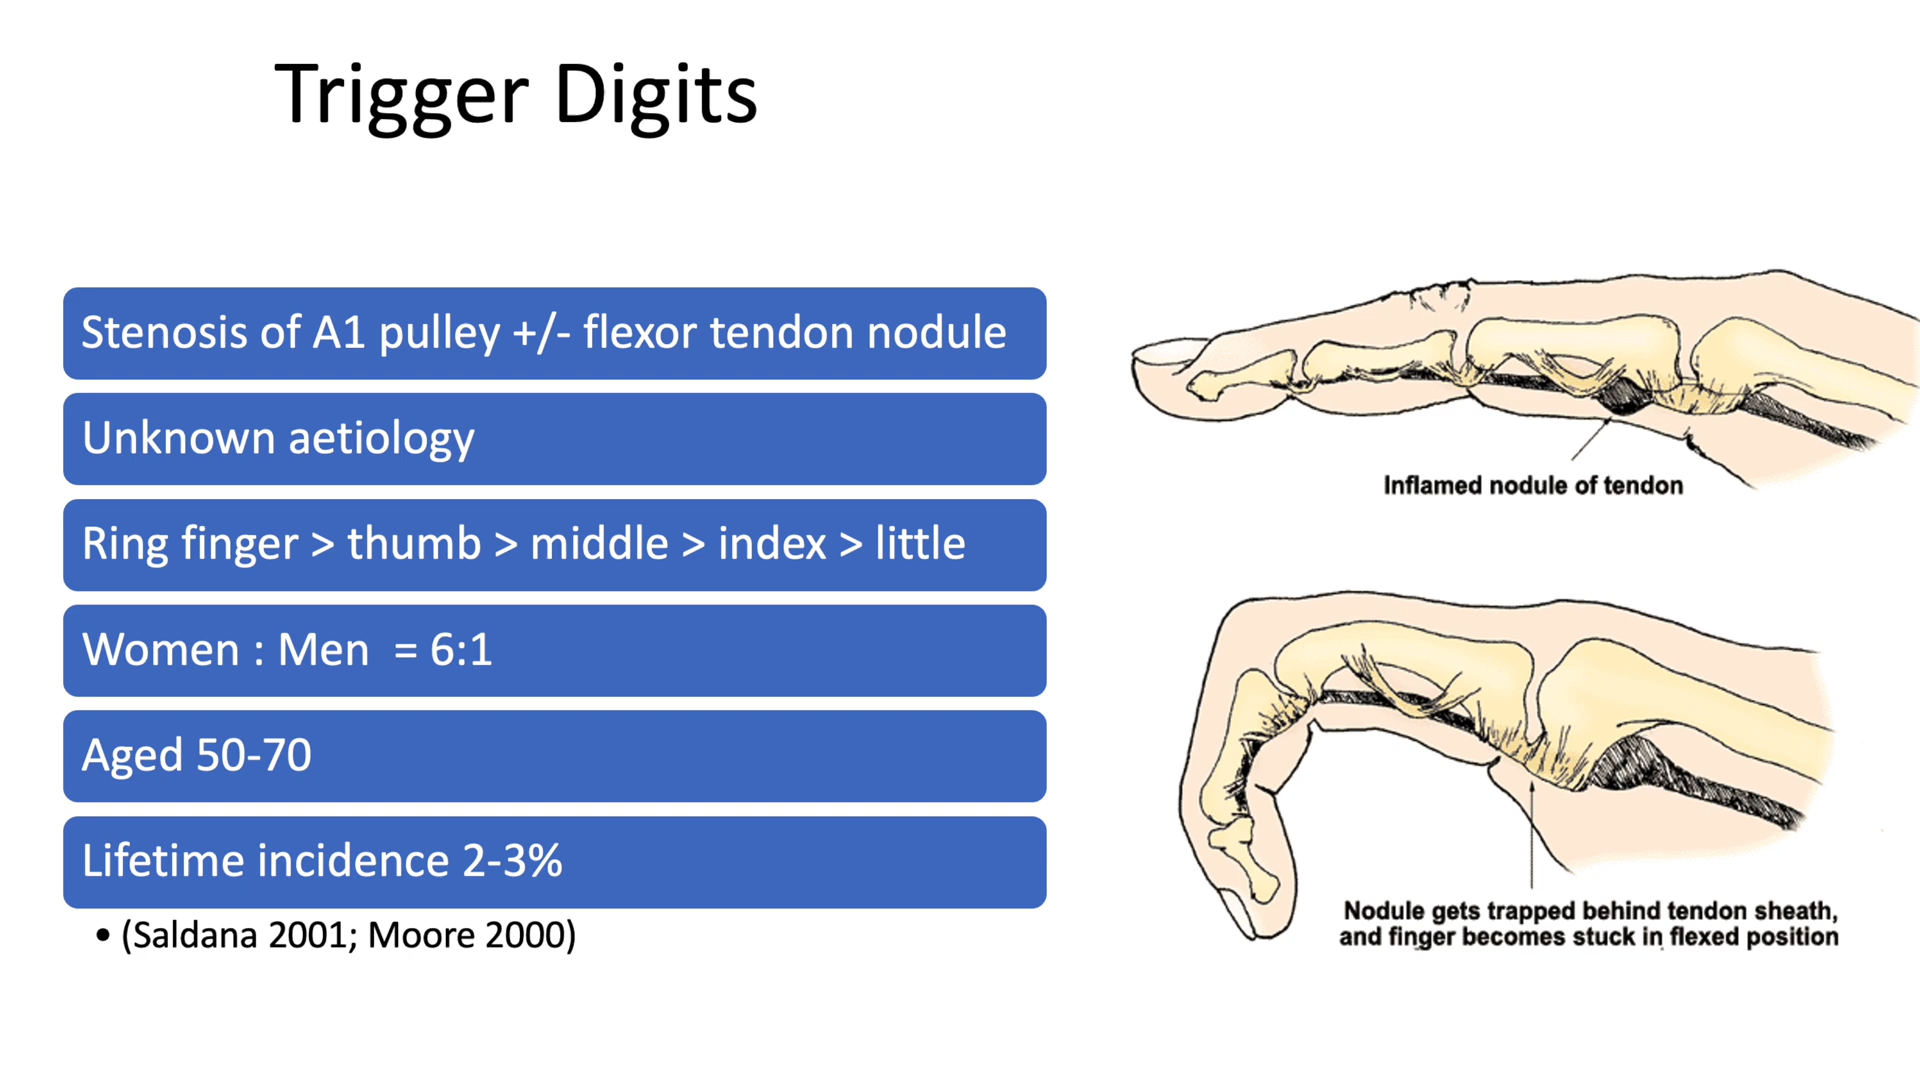 Trigger Digits
Stenosis of A1 pulley +/- flexor tendon nodule
Unknown aetiology
Ring finger > thumb > middle > index > little
Women : Men  = 6:1
Aged 50-70
Lifetime incidence 2-3%
• (Saldana 2001; Moore 2000)
Inflamed nodule of tendon
Nodule gets trapped behind tendon sheath,
and finger becomes stuck in flexed position